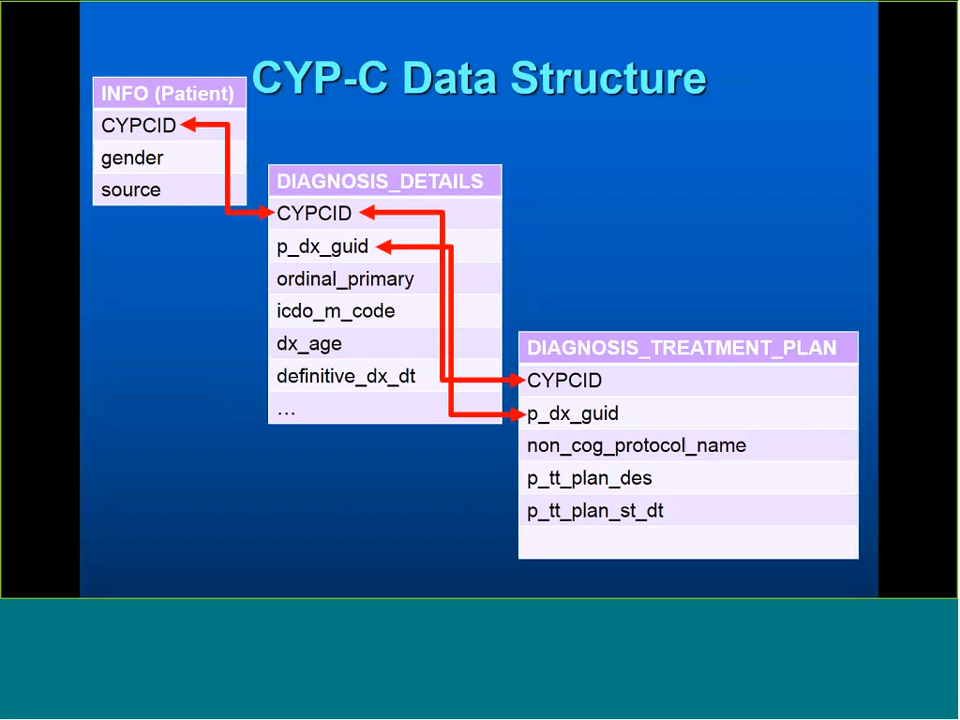 CYP-C Data Structure
INFO (Patient)
CYPCID
gender
source
DIAGNOSIS_DETAILS
CYPCID
p_dx_guid
ordinal_primary
icdo_m_code
dx_age
definitive_dx_dt
...
DIAGNOSIS_TREATMENT_PLAN
CYPCID
p_dx_guid
non_cog_protocol_name
p_tt_plan_des
p_tt_plan_st_dt